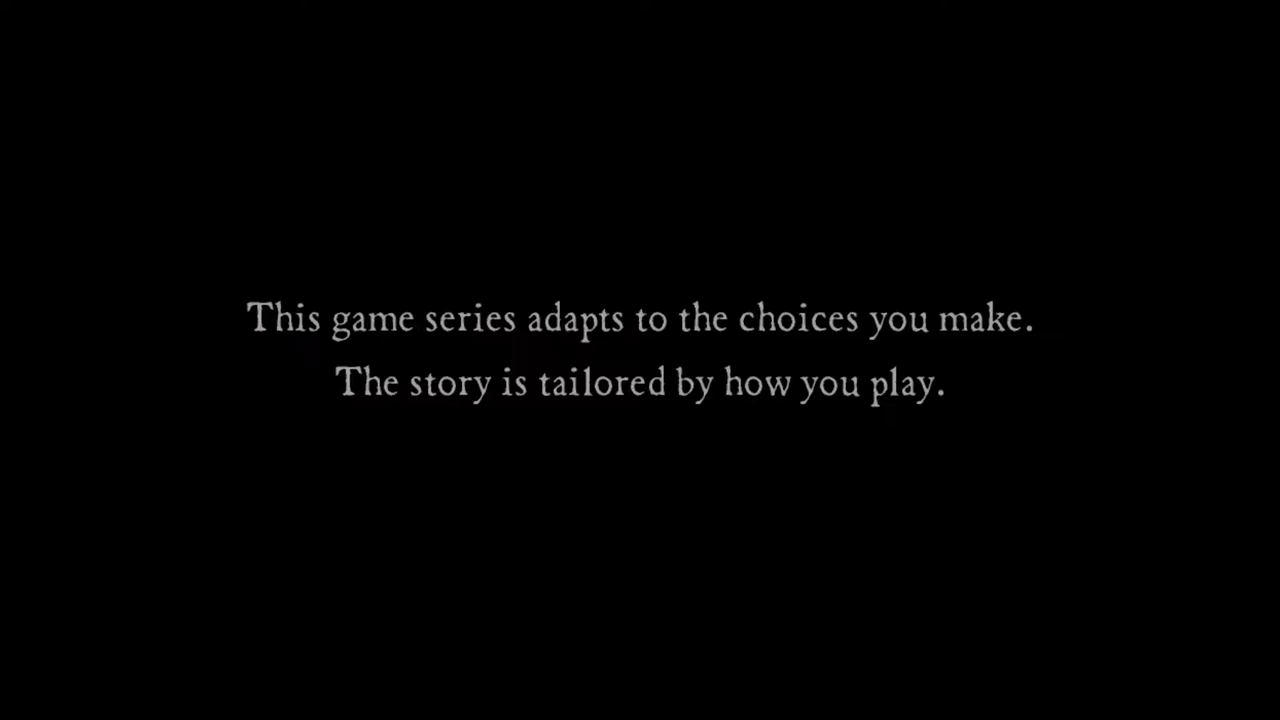 This game series adapts to the choices you make.
The story is tailored by how you play.